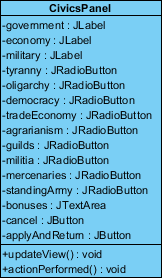 CivicsPanel
-government : JLabel
-economy : JLabel
-military : JLabel
-tyranny : JRadioButton
-oligarchy : JRadioButton
-democracy : JRadioButton
-tradeEconomy : JRadioButton
-agrarianism : JRadioButton
-guilds : JRadioButton
-militia : JRadioButton
-mercenaries : JRadioButton
-standingArmy : JRadioButton
-bonuses : JTextArea
-cancel : JButton
-applyAndReturn : JButton
+updateView() : void
+actionPerformed() : void